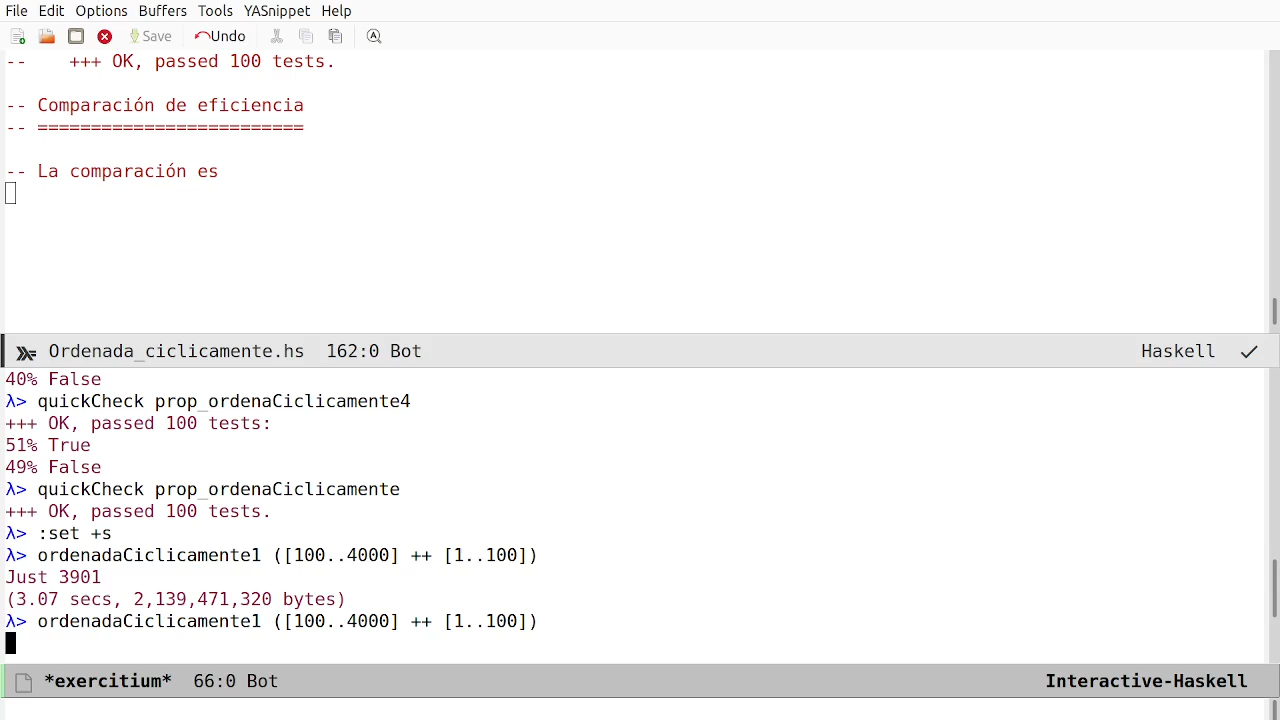 File Edit Options Buffers Tools YASnippet Help
Save Undo
-- +++ OK, passed 100 tests.
-- Comparación de eficiencia
-- =========================
-- La comparación es
Ordenada_ciclicamente.hs 162:0 Bot Haskell
40% False
λ> quickCheck prop_ordenaCiclicamente4
+++ OK, passed 100 tests:
51% True
49% False
λ> quickCheck prop_ordenaCiclicamente
+++ OK, passed 100 tests.
λ> :set +s
λ> ordenadaCiclicamente1 ([100..4000] ++ [1..100])
Just 3901
(3.07 secs, 2,139,471,320 bytes)
λ> ordenadaCiclicamente1 ([100..4000] ++ [1..100])
*exercitium* 66:0 Bot Interactive-Haskell